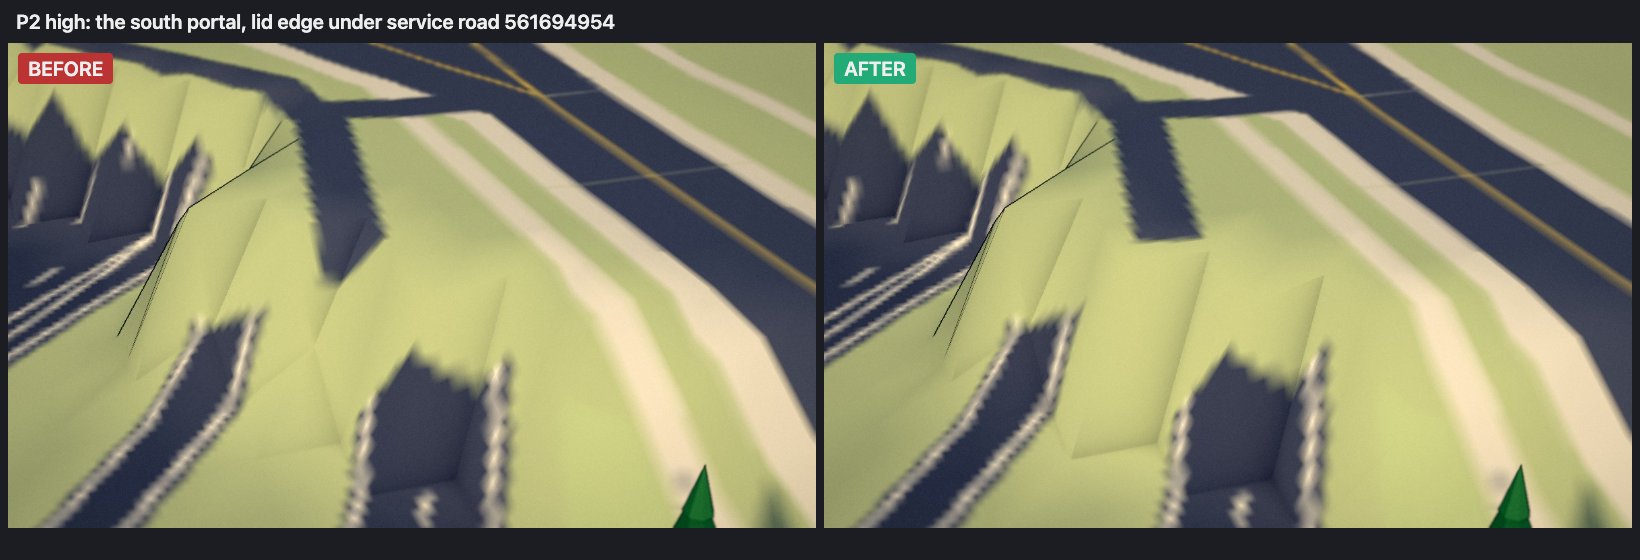 P2 high: the south portal, lid edge under service road 561694954
BEFORE
AFTER